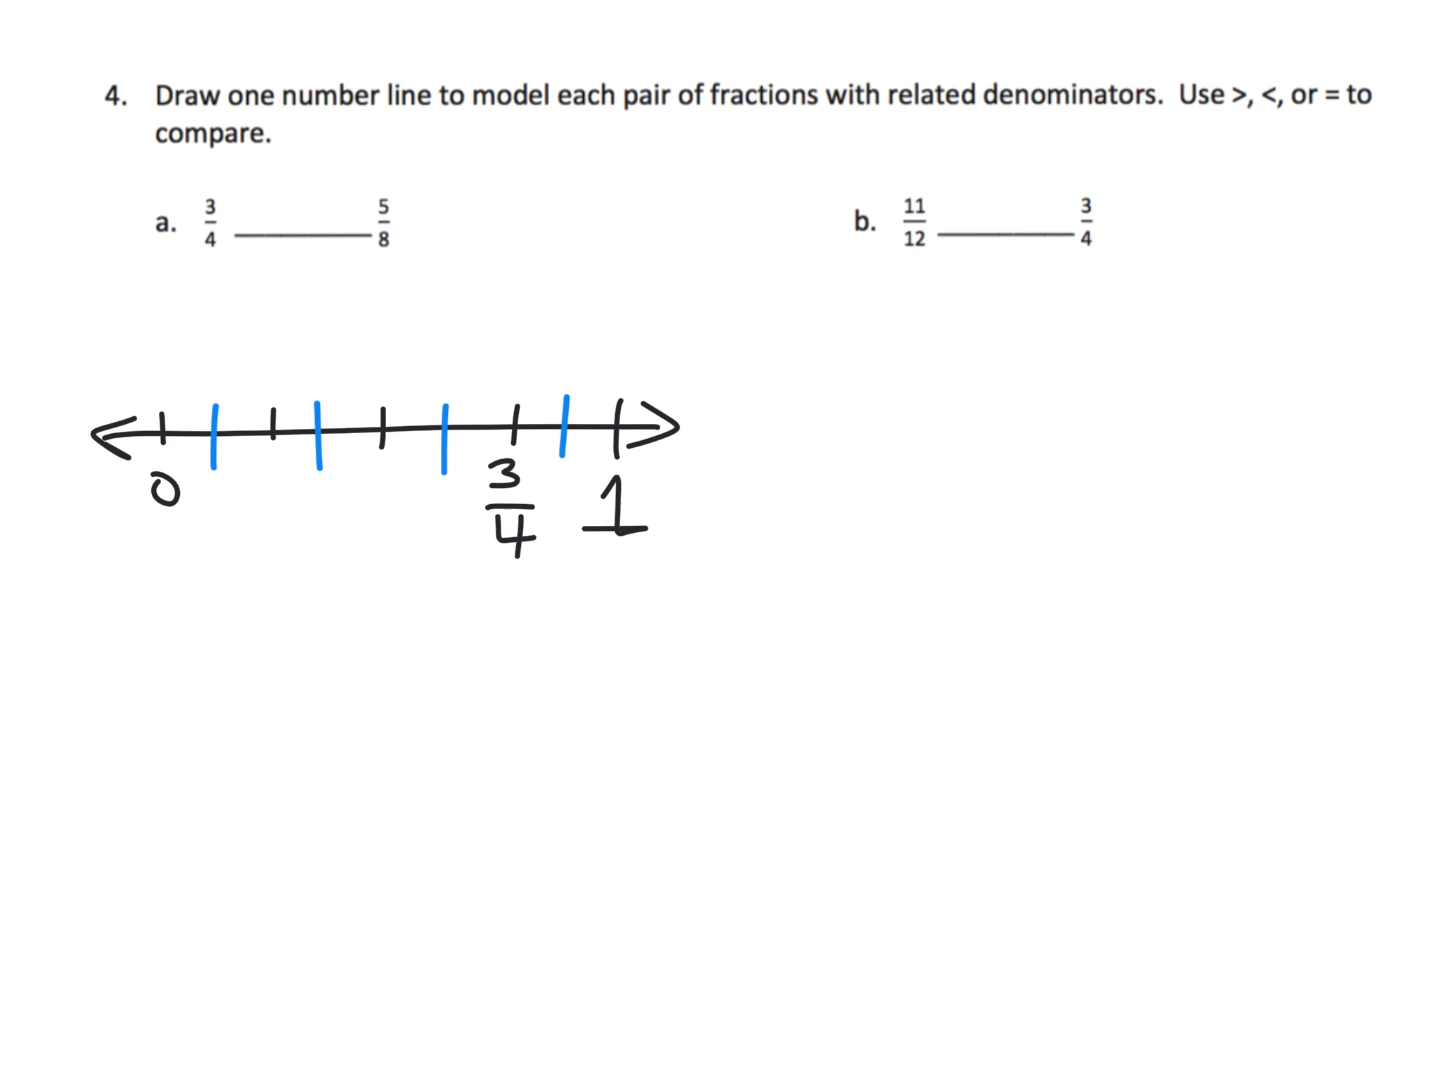 4. Draw one number line to model each pair of fractions with related denominators. Use >, <, or = to
compare.
a. 3/4 ________ 5/8 b. 11/12 ________ 3/4
0 3/4 1